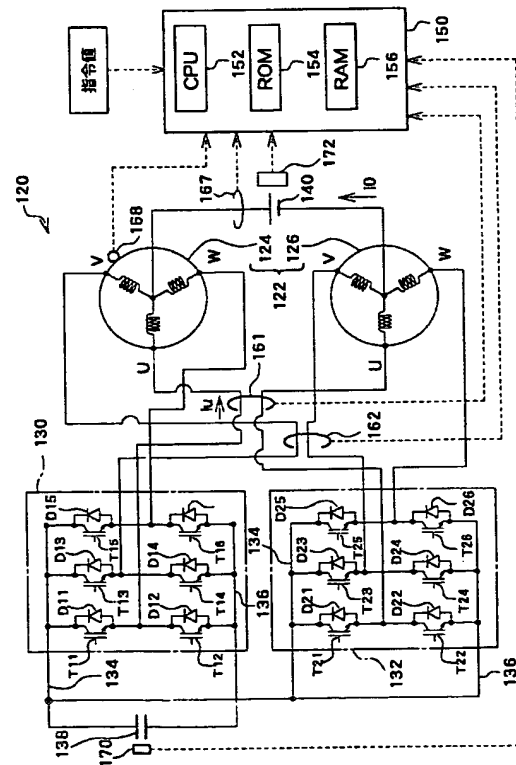 指令値
150
CPU
152
ROM
154
RAM
156
120
168
167
172
V
W
U
124
126
122
140
I0
V
W
U
161
Iu
162
130
D15
D13
D11
T15
T13
T11
D14
D12
T16
T14
T12
134
136
138
170
D25
D23
D21
T25
T23
T21
D26
D24
D22
T26
T24
T22
134
132
136